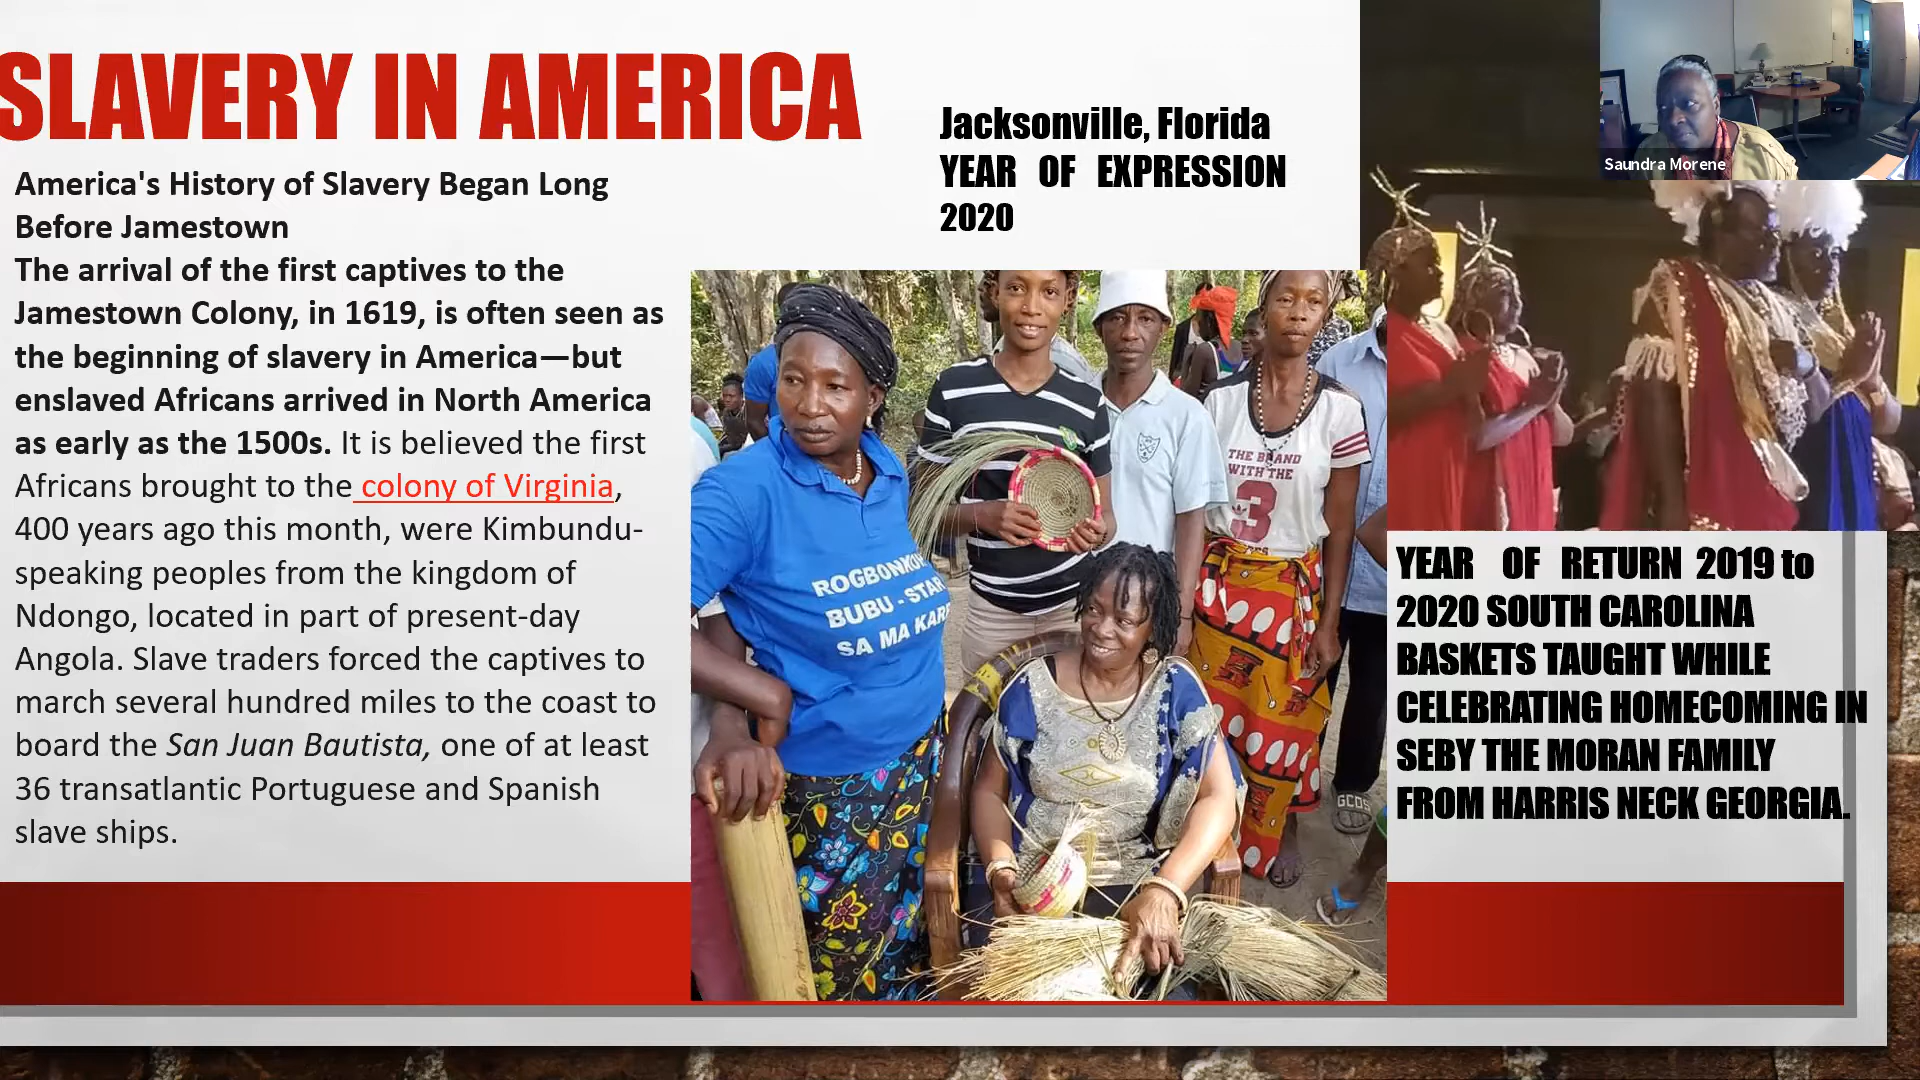 SLAVERY IN AMERICA
America's History of Slavery Began Long
Before Jamestown
The arrival of the first captives to the
Jamestown Colony, in 1619, is often seen as
the beginning of slavery in America—but
enslaved Africans arrived in North America
as early as the 1500s. It is believed the first
Africans brought to the colony of Virginia,
400 years ago this month, were Kimbundu-
speaking peoples from the kingdom of
Ndongo, located in part of present-day
Angola. Slave traders forced the captives to
march several hundred miles to the coast to
board the San Juan Bautista, one of at least
36 transatlantic Portuguese and Spanish
slave ships.
Jacksonville, Florida
YEAR OF EXPRESSION
2020
BUBU - STAR
SA MA
THE BRAND
WITH THE
3
GCDS
Saundra Morene
YEAR OF RETURN 2019 to
2020 SOUTH CAROLINA
BASKETS TAUGHT WHILE
CELEBRATING HOMECOMING IN
SEBY THE MORAN FAMILY
FROM HARRIS NECK GEORGIA.